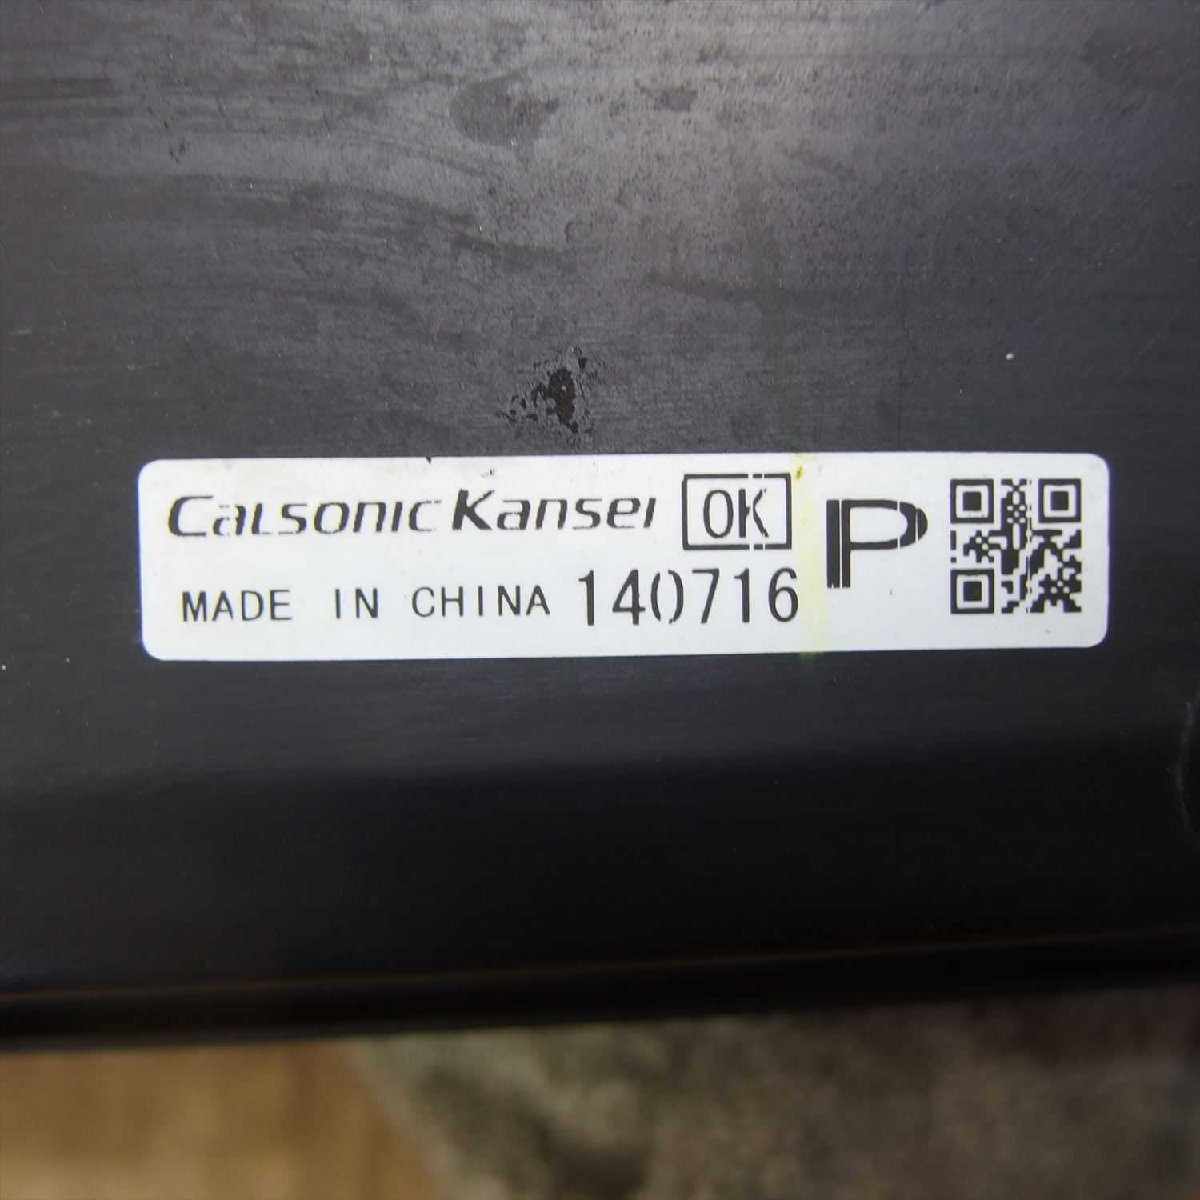 CALSONIC KANSEI OK P
MADE IN CHINA 140716